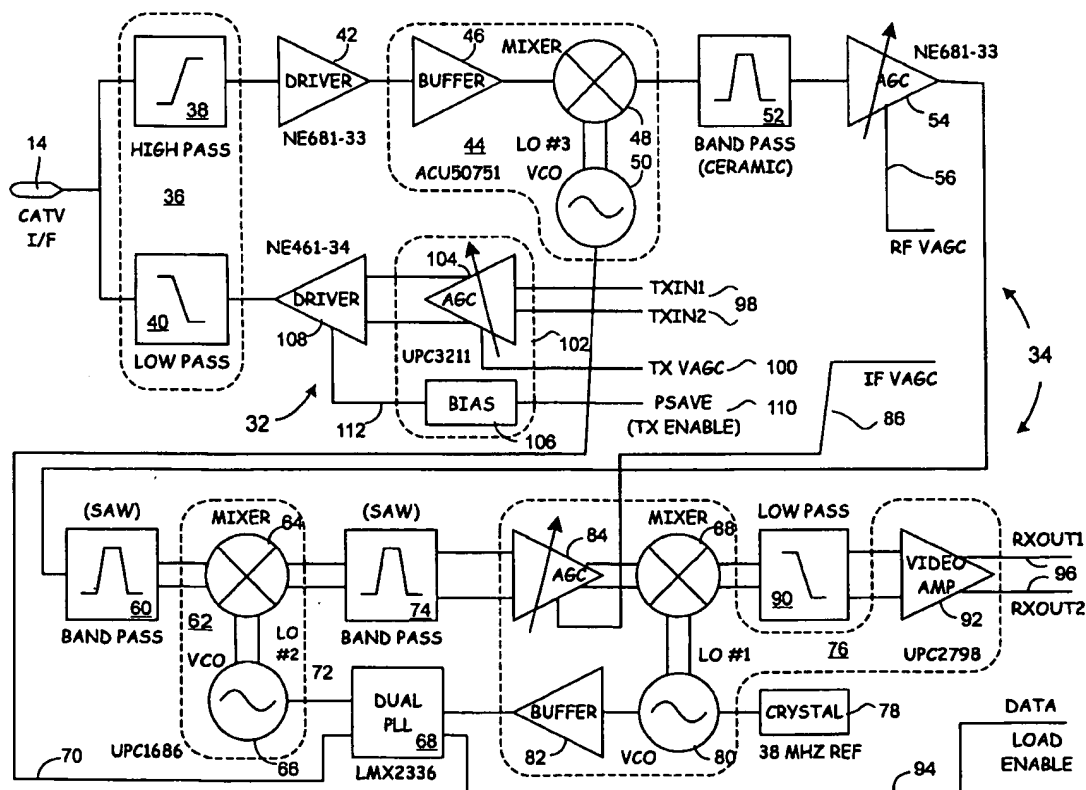 42
46
MIXER
NE681-33
DRIVER
BUFFER
AGC
38
52
54
HIGH PASS
NE681-33
44
LO #3
48
BAND PASS
(CERAMIC)
14
ACU50751
VCO
50
56
36
CATV
I/F
RF VAGC
NE461-34
104
TXIN1
98
TXIN2
DRIVER
AGC
40
108
102
34
LOW PASS
UPC3211
TX VAGC
100
IF VAGC
32
BIAS
PSAVE
110
86
112
(TX ENABLE)
106
(SAW)
MIXER
64
(SAW)
84
MIXER
88
LOW PASS
RXOUT1
AGC
VIDEO
AMP
96
60
62
74
90
RXOUT2
BAND PASS
BAND PASS
92
LO
#2
VCO
72
LO #1
76
UPC2798
DUAL
PLL
BUFFER
CRYSTAL
78
DATA
68
UPC1686
66
82
VCO
80
38 MHZ REF
LOAD
ENABLE
70
LMX2336
94